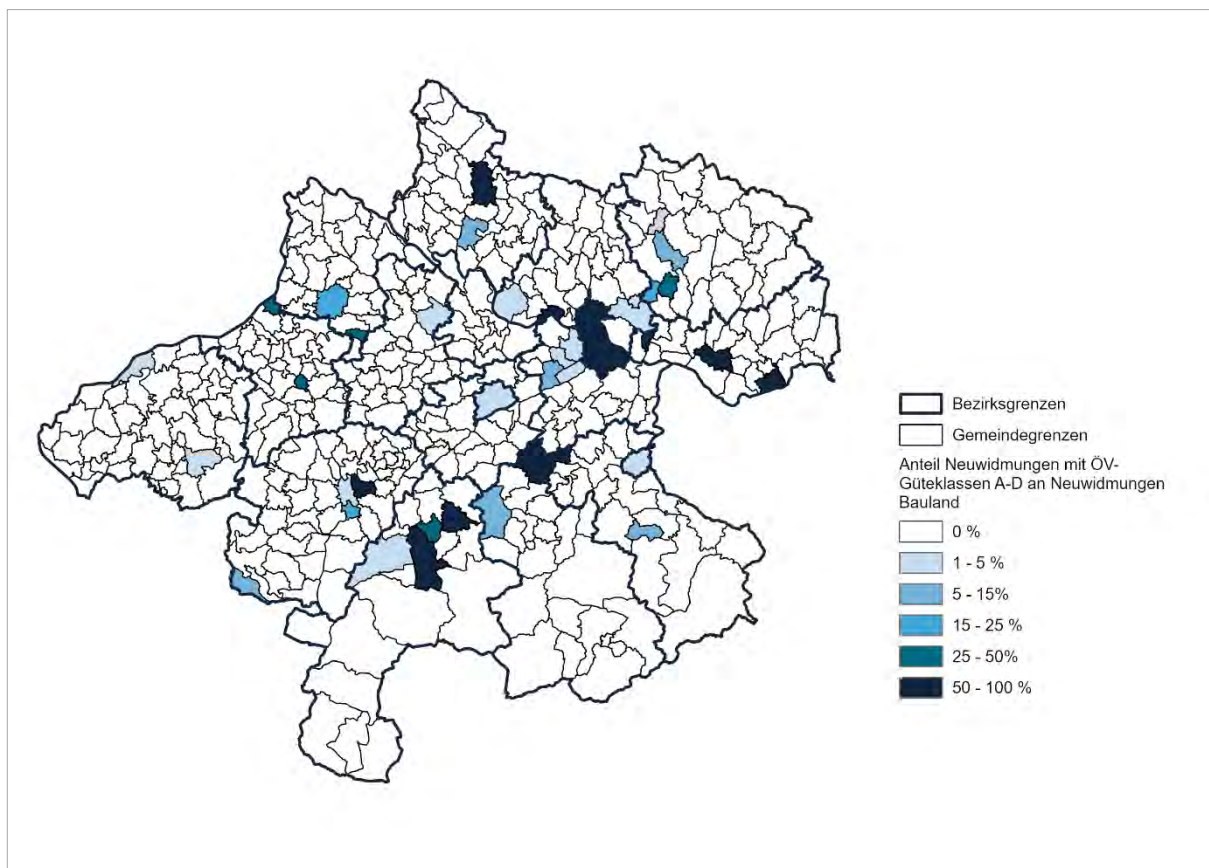 Bezirksgrenzen
Gemeindegrenzen
Anteil Neuwidmungen mit ÖV-
Güteklassen A-D an Neuwidmungen
Bauland
0 %
1 - 5 %
5 - 15%
15 - 25 %
25 - 50%
50 - 100 %